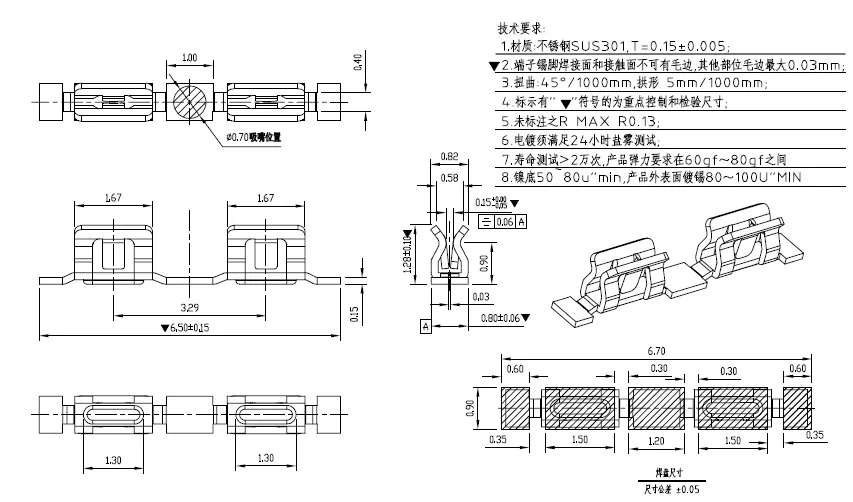 技术要求:
1.材质:不锈钢SUS301,T=0.15±0.005;
▼2.端子锡脚焊接面和接触面不可有毛边,其他部位毛边最大0.03mm;
3.扭曲:45°/1000mm,拱形 5mm/1000mm;
4.标示有"▼"符号的为重点控制和检验尺寸;
5.未标注之R MAX R0.13;
6.电镀须满足24小时盐雾测试;
7.寿命测试>2万次,产品弹力要求在60gf~80gf之间
8.镍底50~80u"min,产品外表面镀锡80~100U"MIN
1.00
0.40
Ø0.70吸嘴位置
1.67
1.67
3.29
▼6.50±0.15
0.15
0.82
0.58
0.15+0.00-0.05▼
0.06 A
1.28±0.10▼
0.90
0.03
A
0.80±0.06▼
1.30
1.30
6.70
0.60
0.30
0.30
0.60
0.90
0.35
1.50
1.20
1.50
0.35
焊盘尺寸
尺寸公差 ±0.05